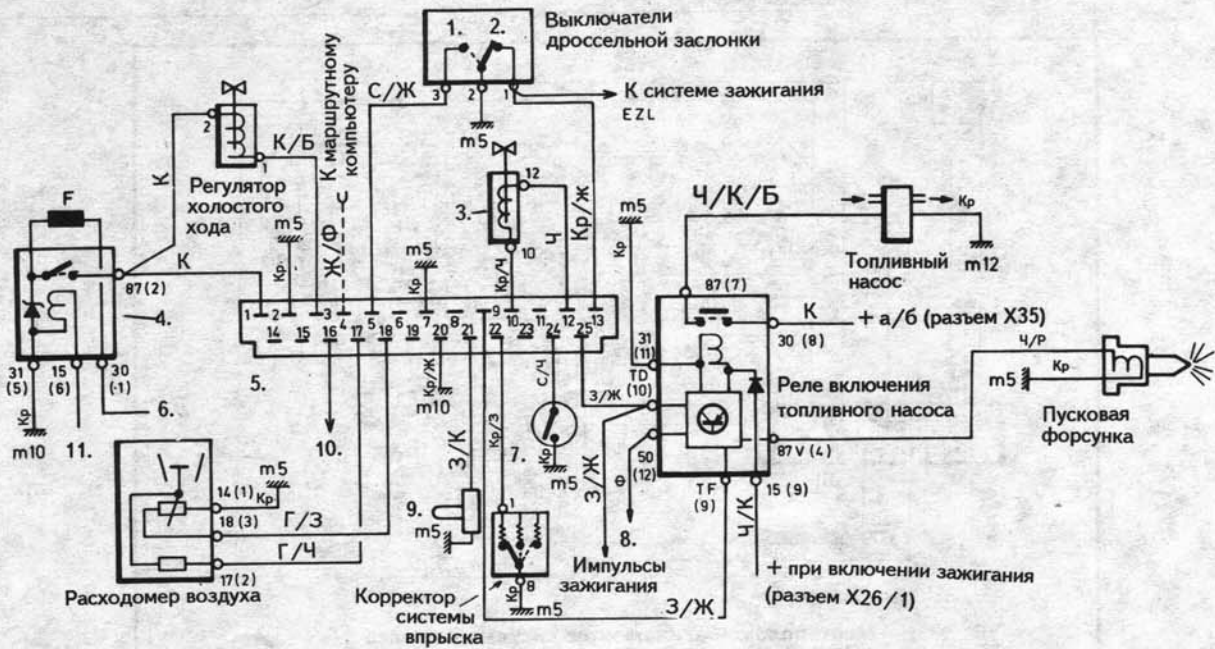 Выключатели
дроссельной заслонки
1. 2.
3 2 1
С/Ж
m5
К системе зажигания
EZL
2
К/Б
1
К
Регулятор
холостого
хода
К маршрутному
компьютеру
Ж/Ф
F
К
87(2)
4.
m5
Кр
m5
Кр
12
3.
10
Кр/Ч
Ч
Кр/ж
m5
Кр
Ч/К/Б
Кр
Топливный
насос
m12
87(7)
К
+ а/б (разъем Х35)
30 (8)
31
(11)
TD
(10)
Ч/Р
Кр
m5
Пусковая
форсунка
Реле включения
топливного насоса
87V(4)
50
(12)
TF
(9)
15 (9)
Ч/К
+ при включении зажигания
(разъем Х26/1)
1 2 3 4 5 6 7 8 9 10 11 12 13
14 15 16 17 18 19 20 21 22 23 24 25
5.
31
(5)
15
(6)
30
(-1)
Кр
m10
11.
6.
10.
Кр/Ж
m10
З/К
Кр/З
7.
С/Ч
Кр
m5
З/Ж
З/Ж
Ф
8.
Импульсы
зажигания
14(1)
Кр
m5
18(3)
Г/З
Г/Ч
17(2)
Расходомер воздуха
9.
m5
1
8
Кр
m5
Корректор
системы
впрыска
З/Ж